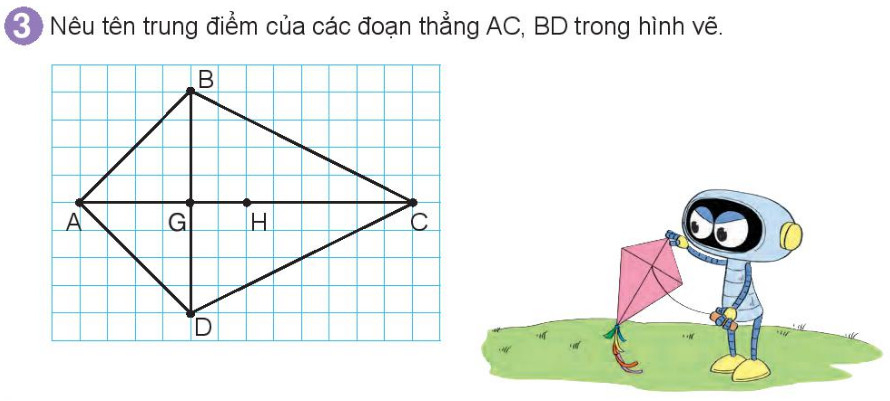 3 Nêu tên trung điểm của các đoạn thẳng AC, BD trong hình vẽ.
B
A G H C
D